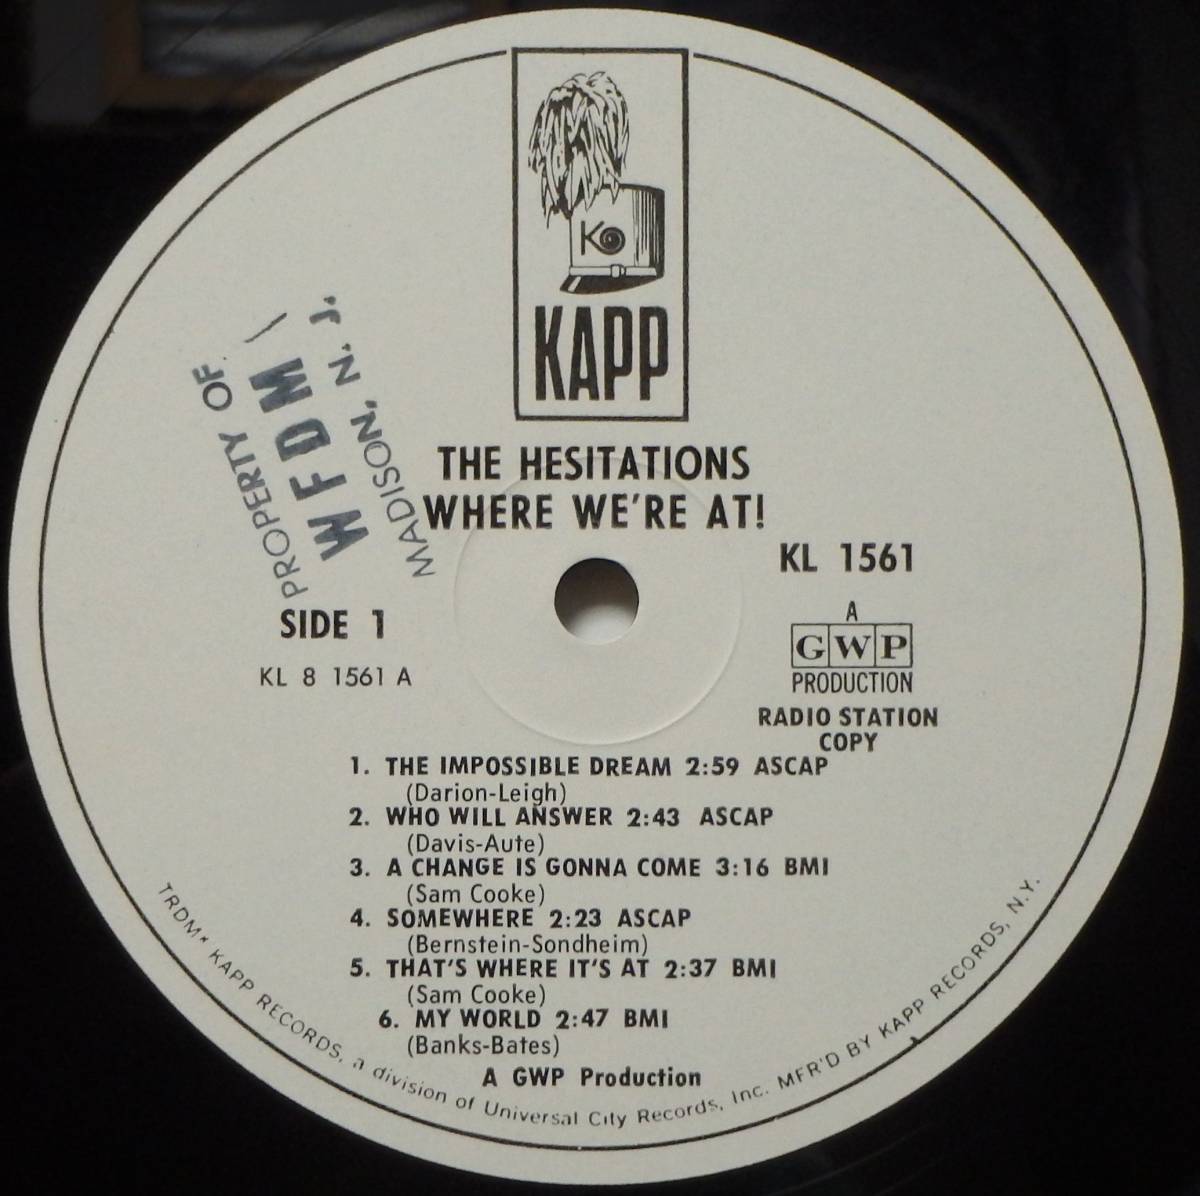 K
KAPP
PROPERTY OF
WFDM
MADISON, N. J.
THE HESITATIONS
WHERE WE'RE AT!
KL 1561
SIDE 1
KL 8 1561 A
A
GWP
PRODUCTION
RADIO STATION
COPY
1. THE IMPOSSIBLE DREAM 2:59 ASCAP
(Darion-Leigh)
2. WHO WILL ANSWER 2:43 ASCAP
(Davis-Aute)
3. A CHANGE IS GONNA COME 3:16 BMI
(Sam Cooke)
4. SOMEWHERE 2:23 ASCAP
(Bernstein-Sondheim)
5. THAT'S WHERE IT'S AT 2:37 BMI
(Sam Cooke)
6. MY WORLD 2:47 BMI
(Banks-Bates)
A GWP Production
TRDM* KAPP RECORDS, a division of Universal City Records, Inc. MFR'D BY KAPP RECORDS, N.Y.